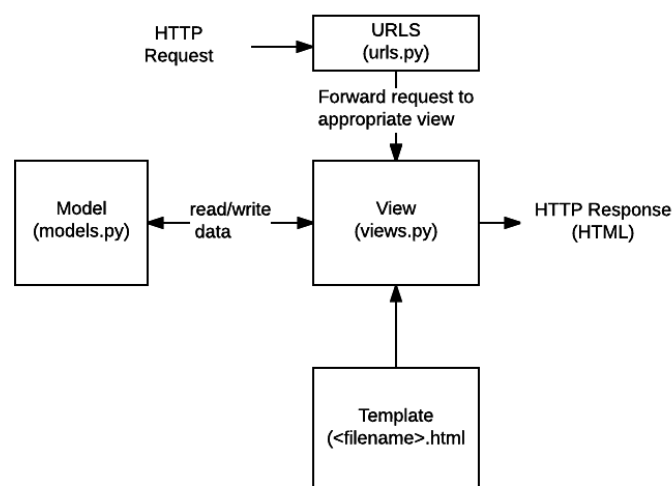 HTTP
Request
URLS
(urls.py)
Forward request to
appropriate view
Model
(models.py)
read/write
data
View
(views.py)
HTTP Response
(HTML)
Template
(<filename>.html